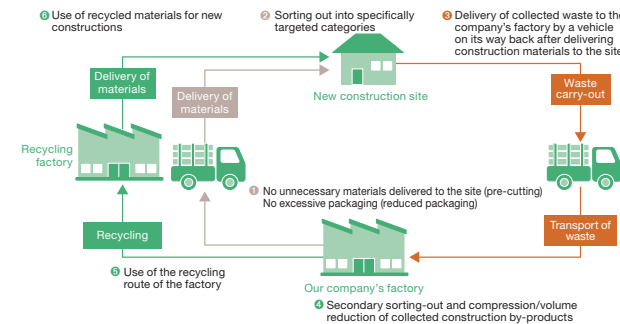 ❻ Use of recycled materials for new
constructions
❷ Sorting out into specifically
targeted categories
❸ Delivery of collected waste to the
company's factory by a vehicle
on its way back after delivering
construction materials to the site
Delivery of
materials
Delivery of
materials
New construction site
Waste
carry-out
Recycling
factory
❶ No unnecessary materials delivered to the site (pre-cutting)
No excessive packaging (reduced packaging)
Recycling
Transport of
waste
❺ Use of the recycling
route of the factory
Our company's factory
❹ Secondary sorting-out and compression/volume
reduction of collected construction by-products